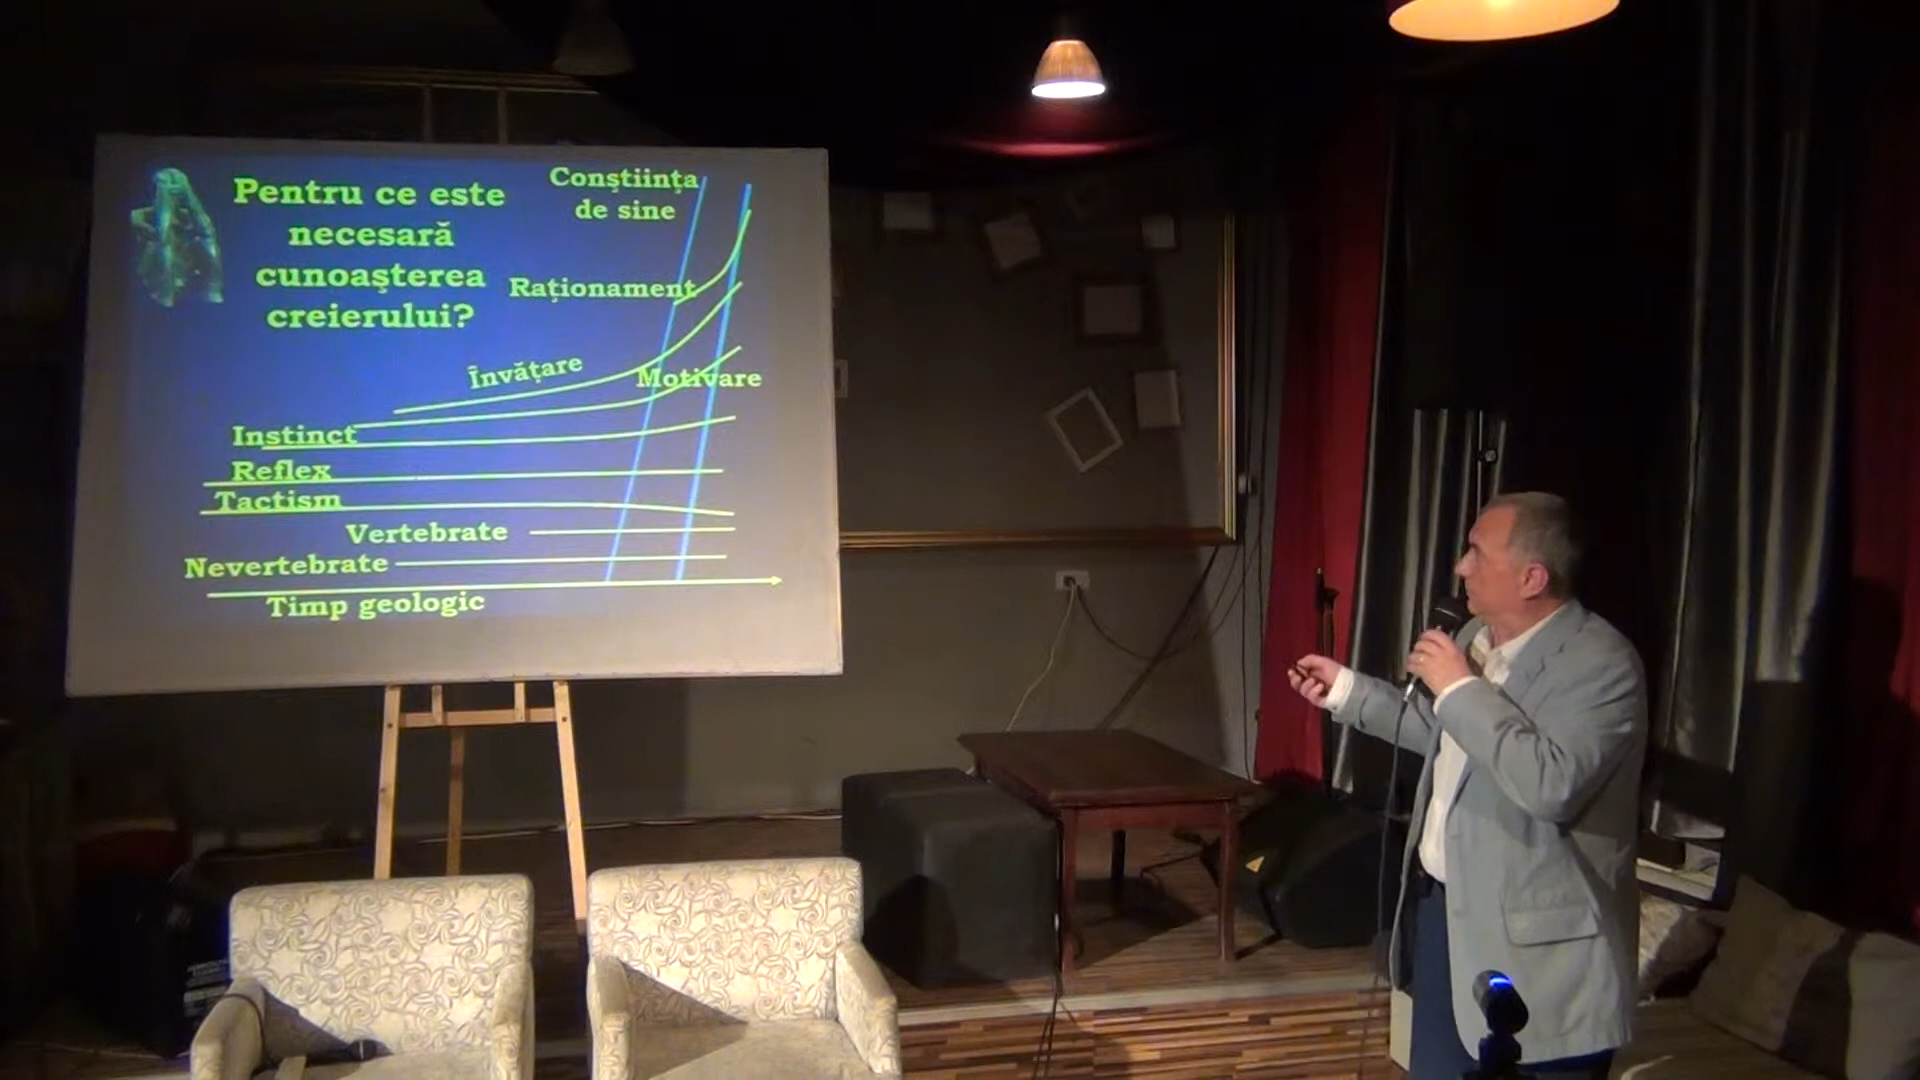 Pentru ce este
necesară
cunoaşterea
creierului?
Conştiinţa
de sine
Raţionament
Învăţare
Motivare
Instinct
Reflex
Tactism
Vertebrate
Nevertebrate
Timp geologic